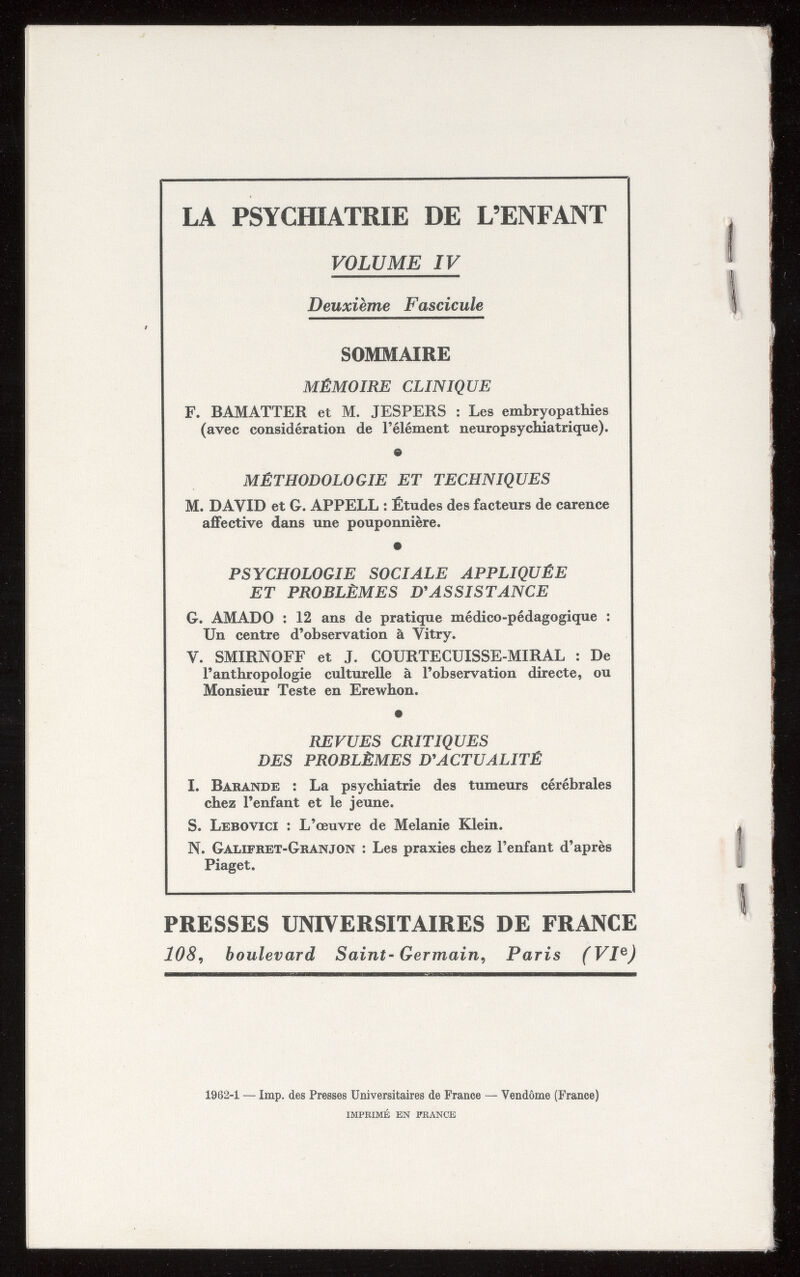 LA PSYCHIATRIE DE L'ENFANT
VOLUME IV
Deuxième Fascicule
SOMMAIRE
MÉMOIRE CLINIQUE
F. BAMATTER et M. JESPERS : Les embryopathies
(avec considération de l'élément neuropsychiatrique).
•
MÉTHODOLOGIE ET TECHNIQUES
M. DAVID et G. APPELL : Études des facteurs de carence
affective dans une pouponnière.
•
PSYCHOLOGIE SOCIALE APPLIQUÉE
ET PROBLÈMES D'ASSISTANCE
G. AMADO : 12 ans de pratique médico-pédagogique :
Un centre d'observation à Vitry.
V. SMIRNOFF et J. COURTECUISSE-MIRAL : De
l'anthropologie culturelle à l'observation directe, ou
Monsieur Teste en Erewhon.
•
REVUES CRITIQUES
DES PROBLÈMES D'ACTUALITÉ
I. BARANDE : La psychiatrie des tumeurs cérébrales
chez l'enfant et le jeune.
S. LEBOVICI : L'œuvre de Melanie Klein.
N. GALIFRET-GRANJON : Les praxies chez l'enfant d'après
Piaget.
PRESSES UNIVERSITAIRES DE FRANCE
108, boulevard Saint-Germain, Paris (VIe)
1962-1 — Imp. des Presses Universitaires de France — Vendôme (France)
IMPRIMÉ EN FRANCE